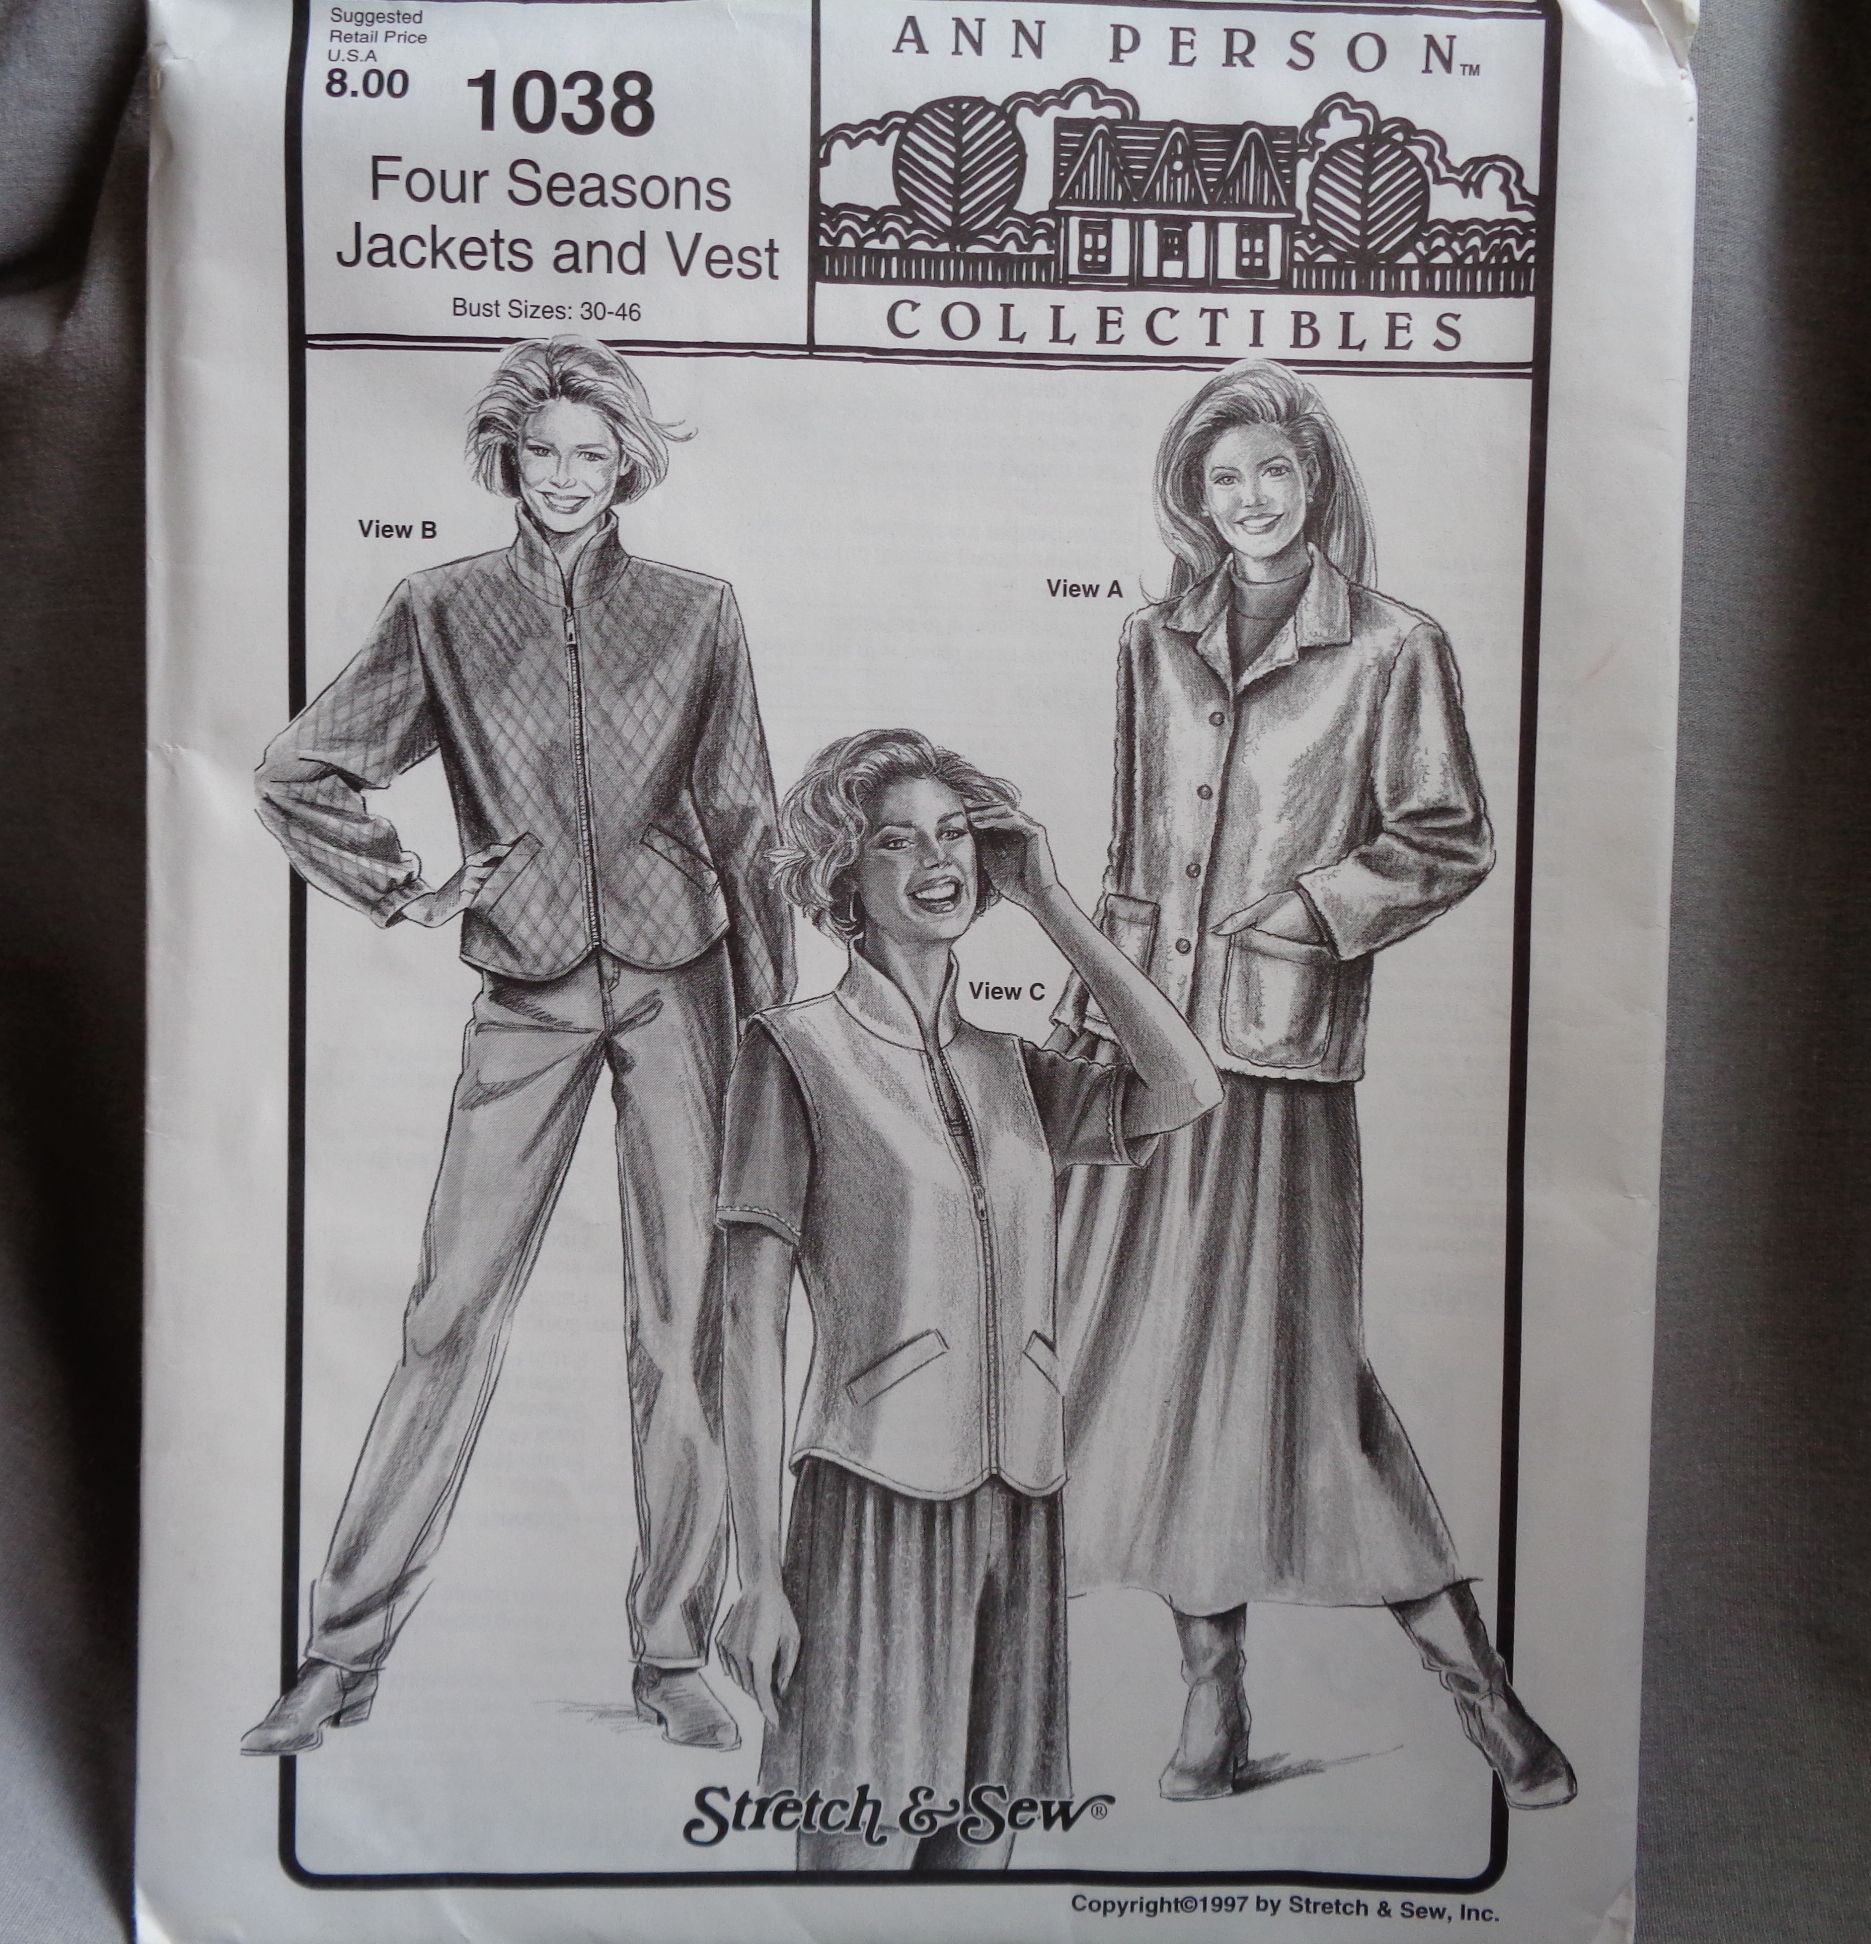 Suggested
Retail Price
U.S.A
8.00
1038
Four Seasons
Jackets and Vest
Bust Sizes: 30-46
ANN PERSON™
COLLECTIBLES
View B
View A
View C
Stretch & Sew®
Copyright©1997 by Stretch & Sew, Inc.